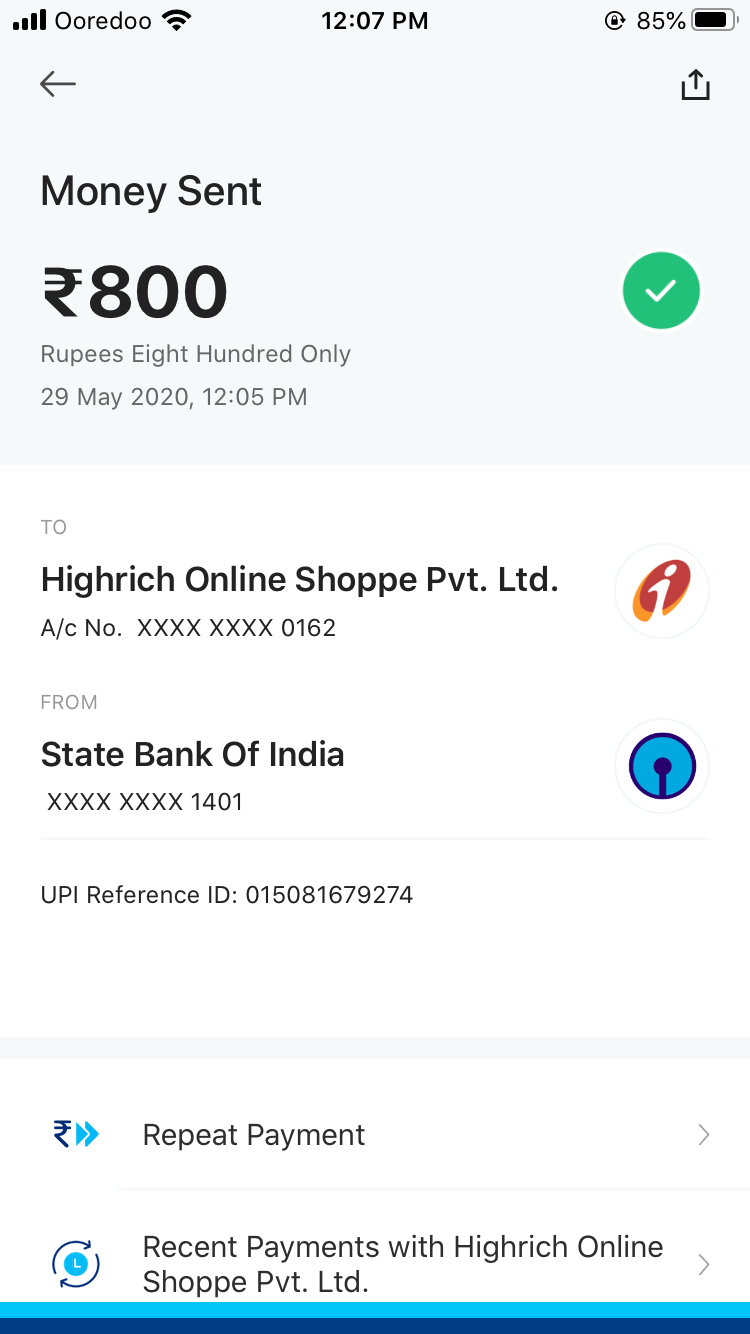 Ooredoo 12:07 PM 85%
Money Sent
₹800
Rupees Eight Hundred Only
29 May 2020, 12:05 PM
TO
Highrich Online Shoppe Pvt. Ltd.
A/c No. XXXX XXXX 0162
FROM
State Bank Of India
XXXX XXXX 1401
UPI Reference ID: 015081679274
₹ Repeat Payment
Recent Payments with Highrich Online
Shoppe Pvt. Ltd.